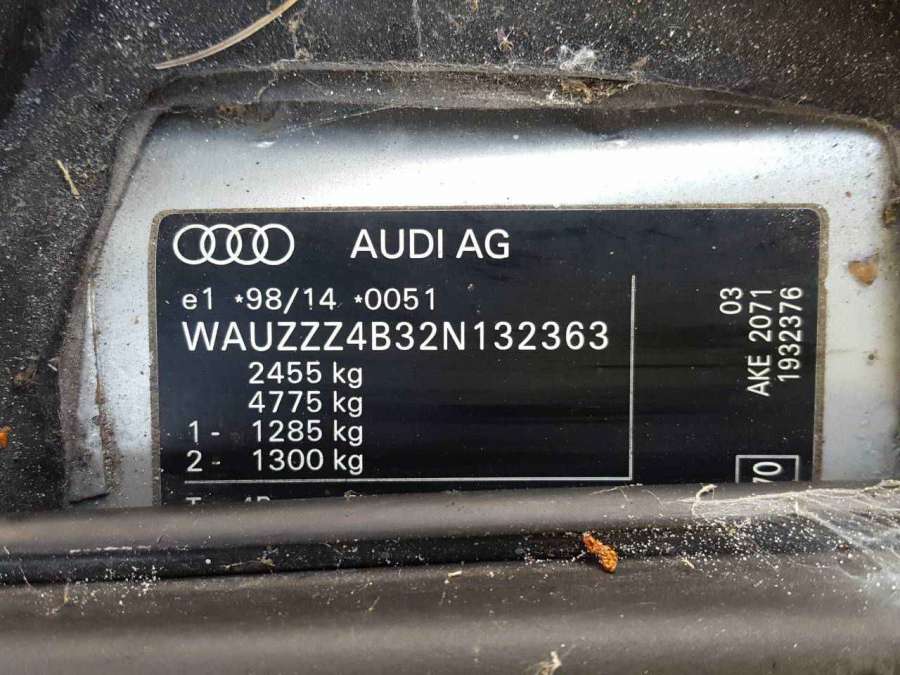 AUDI AG
e1 *98/14 *0051
WAUZZZ4B32N132363
2455 kg
4775 kg
1- 1285 kg
2- 1300 kg
03
AKE 2071
1932376
70